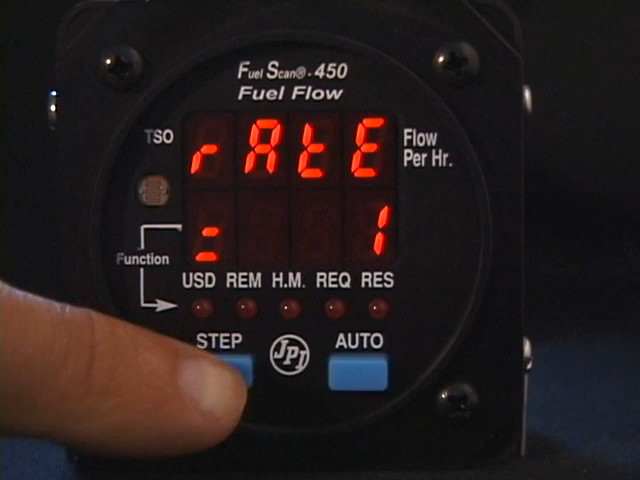 Fuel Scan®-450
Fuel Flow
TSO
rAtE
Flow
Per Hr.
= 1
Function
USD REM H.M. REQ RES
STEP
JPI
AUTO